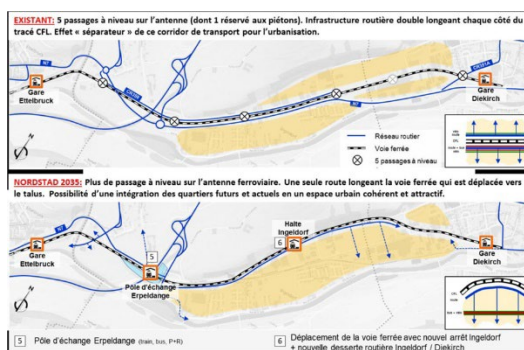 EXISTANT: 5 passages à niveau sur l'antenne (dont 1 réservé aux piétons). Infrastructure routière double longeant chaque côté du
tracé CFL. Effet « séparateur » de ce corridor de transport pour l'urbanisation.
Gare
Ettelbruck
Gare
Diekirch
N7
Réseau routier
Voie ferrée
5 passages à niveau
NORDSTAD 2035: Plus de passage à niveau sur l'antenne ferroviaire. Une seule route longeant la voie ferrée qui est déplacée vers
le talus. Possibilité d'une intégration des quartiers futurs et actuels en un espace urbain cohérent et attractif.
N7
Gare
Ettelbruck
5
Pôle d'échange
Erpeldange
Halte
Ingeldorf
6
Gare
Diekirch
5 Pôle d'échange Erpeldange (train, bus, P+R)
6 Déplacement de la voie ferrée avec nouvel arrêt Ingeldorf
+ nouvelle desserte routière Ingeldorf / Diekirch